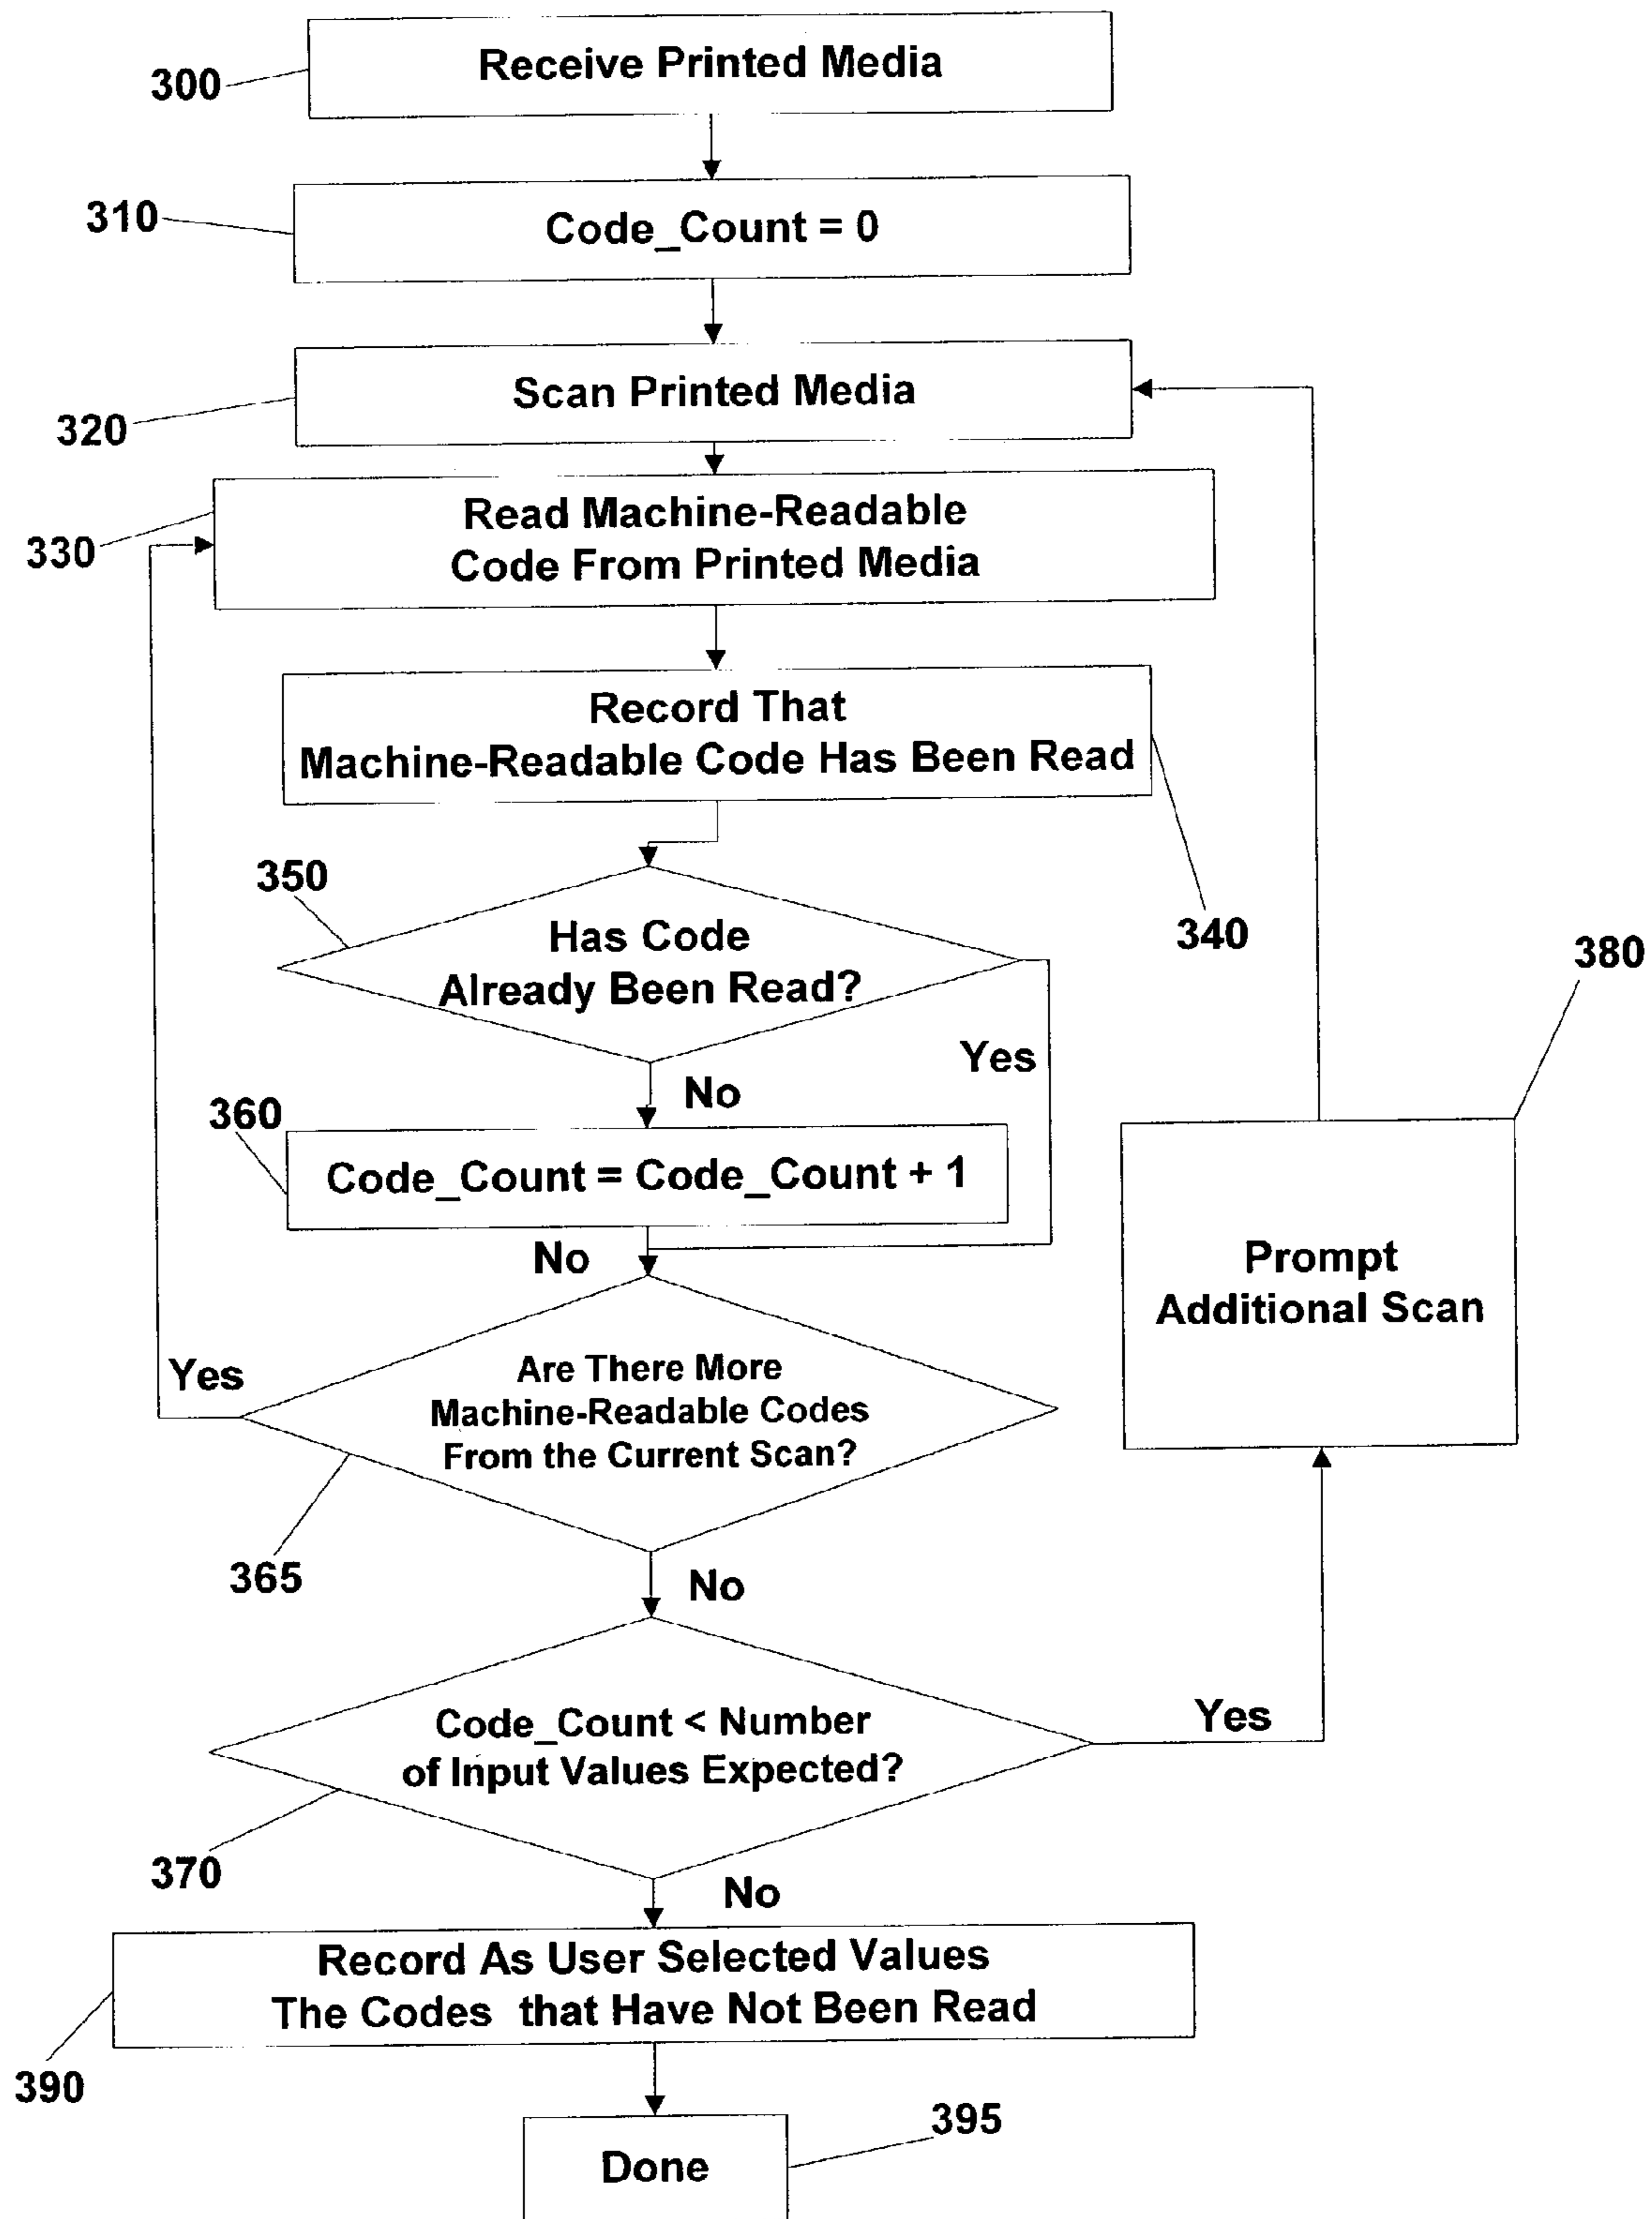 Receive Printed Media
300
310
Code_Count = 0
Scan Printed Media
320
Read Machine-Readable
Code From Printed Media
330
Record That
Machine-Readable Code Has Been Read
340
350
Has Code
Already Been Read?
380
Yes
No
360
Code_Count = Code_Count + 1
No
Prompt
Additional Scan
Yes
Are There More
Machine-Readable Codes
From the Current Scan?
365
No
Code_Count < Number
of Input Values Expected?
Yes
370
No
Record As User Selected Values
The Codes that Have Not Been Read
390
395
Done